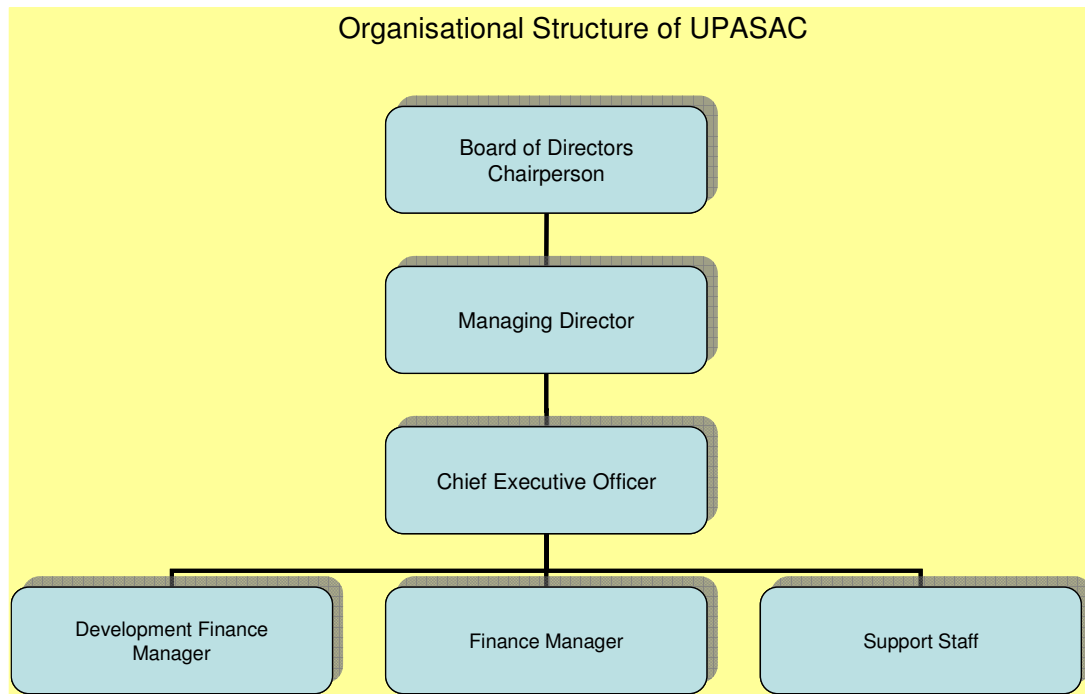 Organisational Structure of UPASAC
Board of Directors
Chairperson
Managing Director
Chief Executive Officer
Development Finance
Manager
Finance Manager
Support Staff